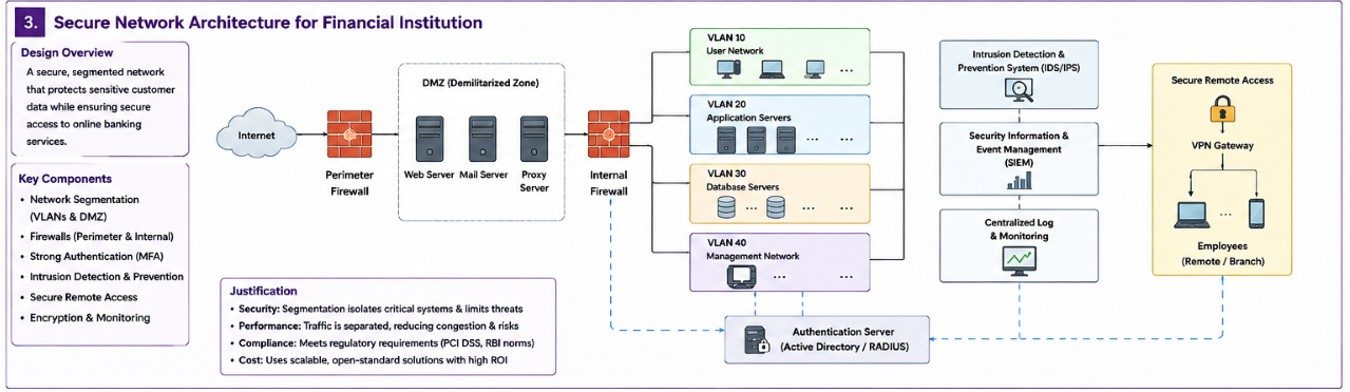 3. Secure Network Architecture for Financial Institution
Design Overview
A secure, segmented network
that protects sensitive customer
data while ensuring secure
access to online banking
services.
Key Components
• Network Segmentation
(VLANs & DMZ)
• Firewalls (Perimeter & Internal)
• Strong Authentication (MFA)
• Intrusion Detection & Prevention
• Secure Remote Access
• Encryption & Monitoring
Internet
Perimeter
Firewall
DMZ (Demilitarized Zone)
Web Server
Mail Server
Proxy
Server
Internal
Firewall
VLAN 10
User Network
...
VLAN 20
Application Servers
... ...
VLAN 30
Database Servers
... ... ...
VLAN 40
Management Network
... ...
Intrusion Detection &
Prevention System (IDS/IPS)
Security Information &
Event Management
(SIEM)
Centralized Log
& Monitoring
Secure Remote Access
VPN Gateway
...
Employees
(Remote / Branch)
Authentication Server
(Active Directory / RADIUS)
Justification
• Security: Segmentation isolates critical systems & limits threats
• Performance: Traffic is separated, reducing congestion & risks
• Compliance: Meets regulatory requirements (PCI DSS, RBI norms)
• Cost: Uses scalable, open-standard solutions with high ROI